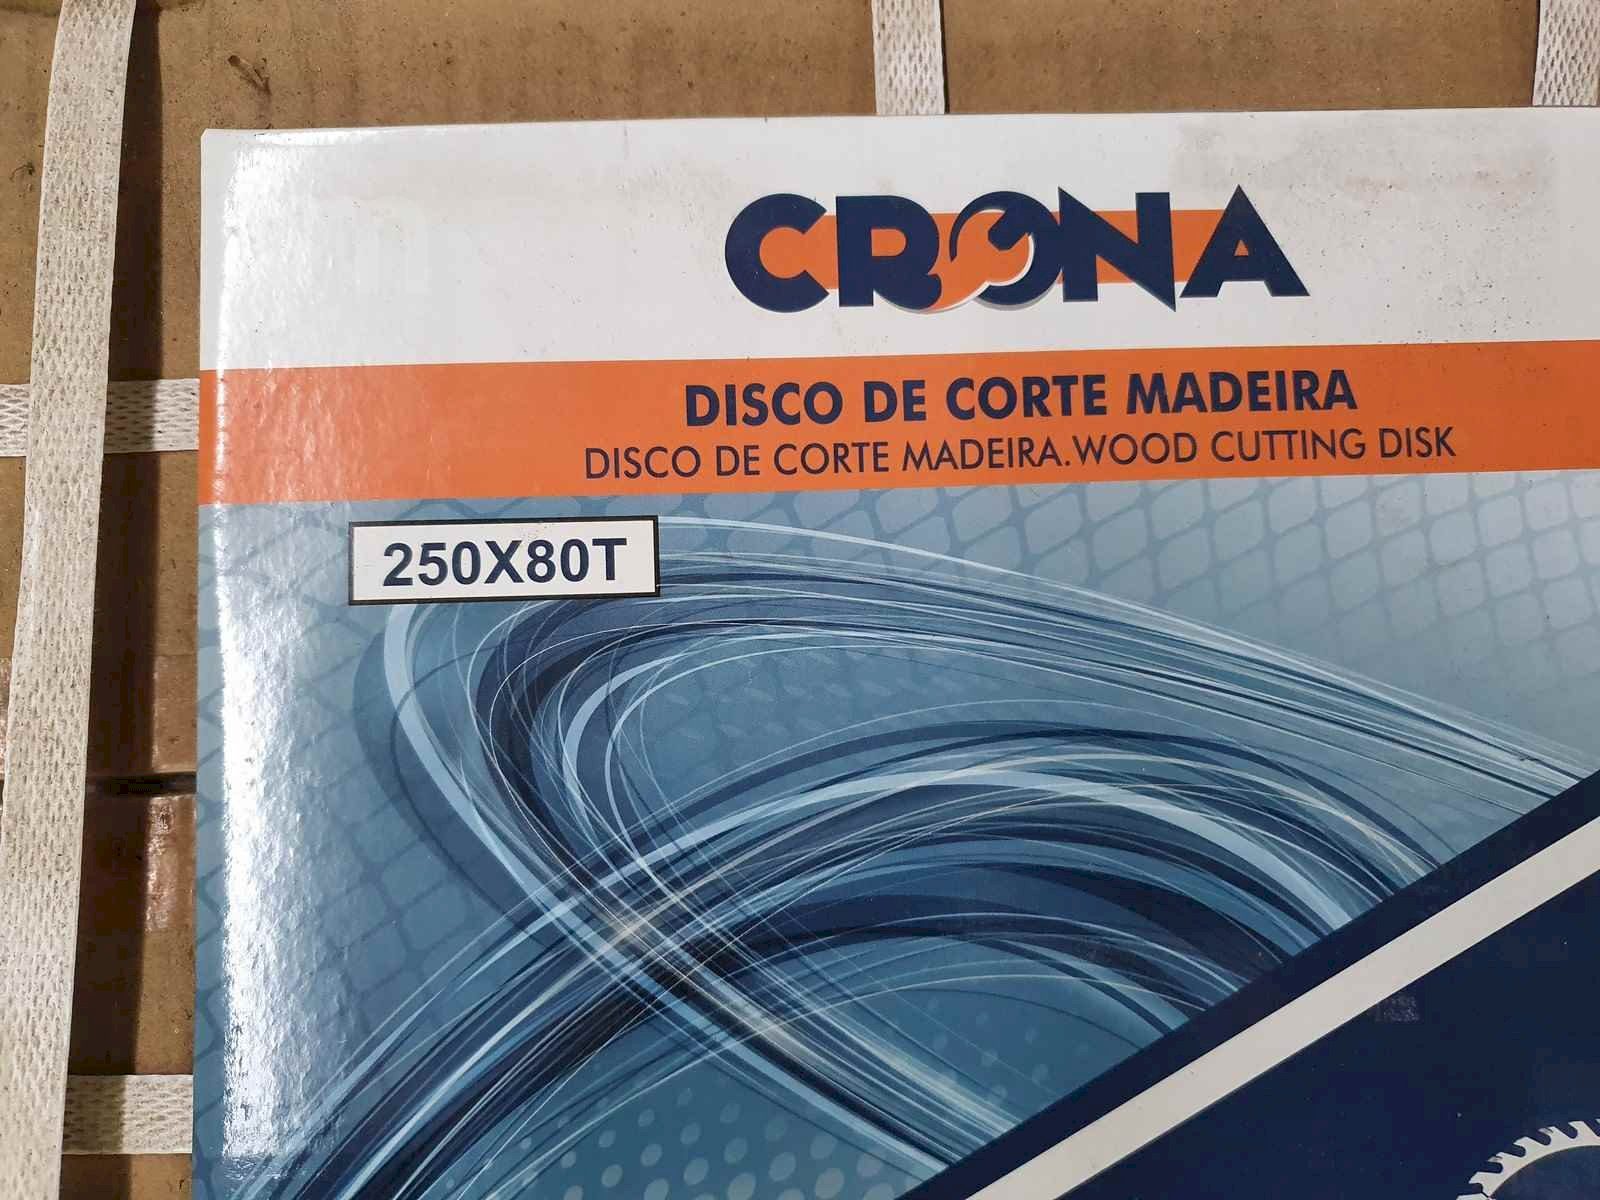 CRONA
DISCO DE CORTE MADEIRA
DISCO DE CORTE MADEIRA.WOOD CUTTING DISK
250X80T